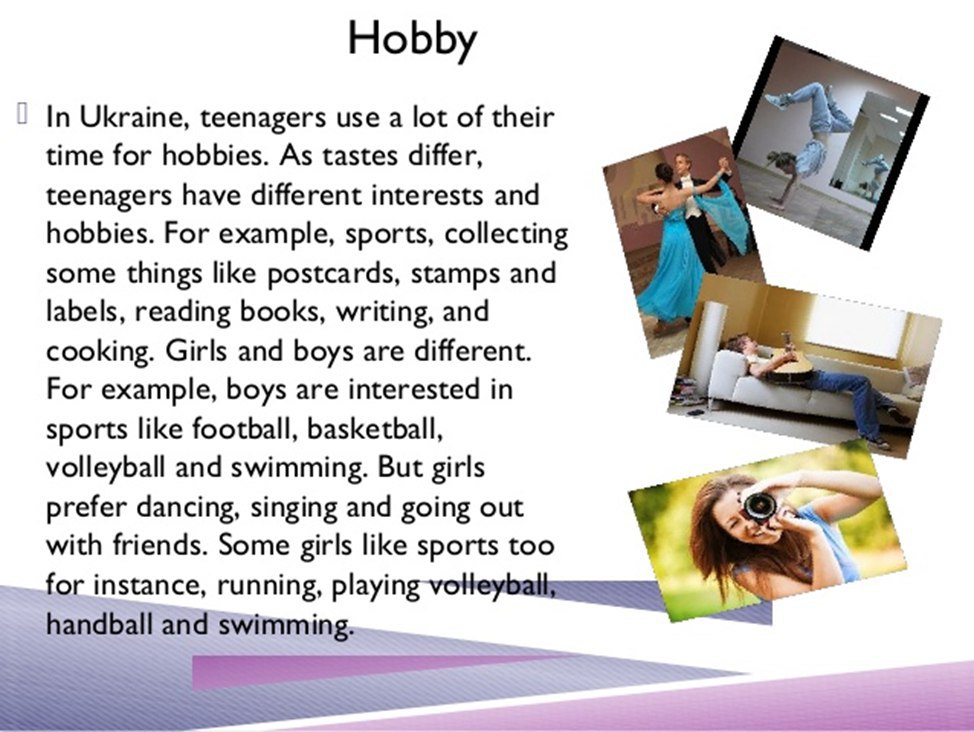 Hobby
In Ukraine, teenagers use a lot of their
time for hobbies. As tastes differ,
teenagers have different interests and
hobbies. For example, sports, collecting
some things like postcards, stamps and
labels, reading books, writing, and
cooking. Girls and boys are different.
For example, boys are interested in
sports like football, basketball,
volleyball and swimming. But girls
prefer dancing, singing and going out
with friends. Some girls like sports too
for instance, running, playing volleyball,
handball and swimming.